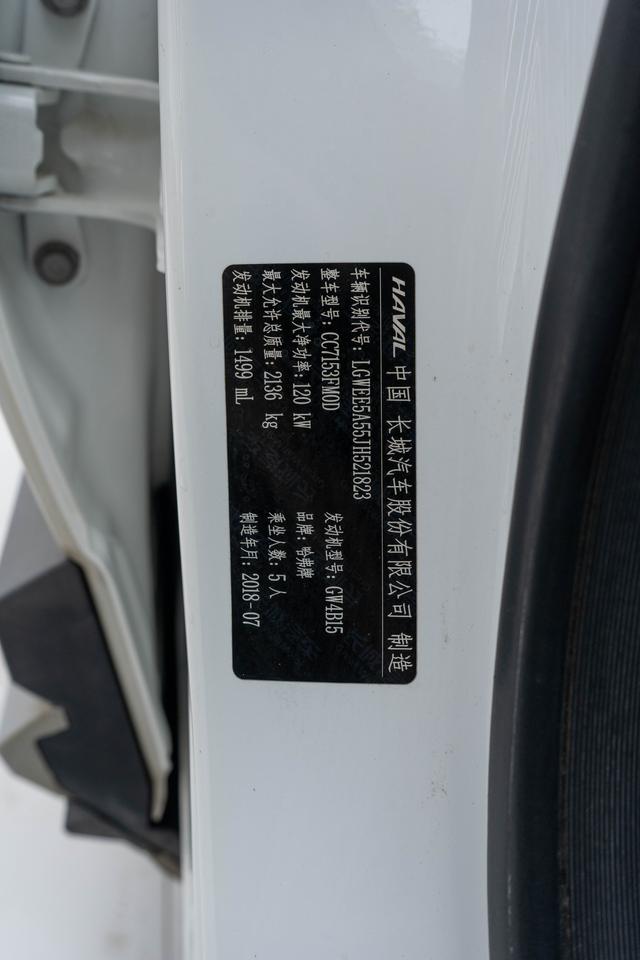 HAVAL 中国 长城汽车股份有限公司 制造
车辆识别代号: LGWEE5A55JH521823
整车型号: CC7153FM0D 发动机型号: GW4B15
发动机最大净功率: 120 kW 品牌: 哈弗牌
最大允许总质量: 2136 kg 乘坐人数: 5 人
发动机排量: 1499 mL 制造年月: 2018-07